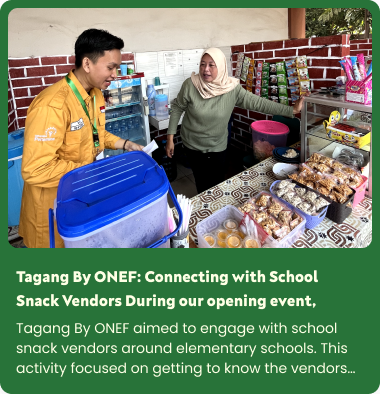 Tagang By ONEF: Connecting with School
Snack Vendors During our opening event,
Tagang By ONEF aimed to engage with school
snack vendors around elementary schools. This
activity focused on getting to know the vendors...